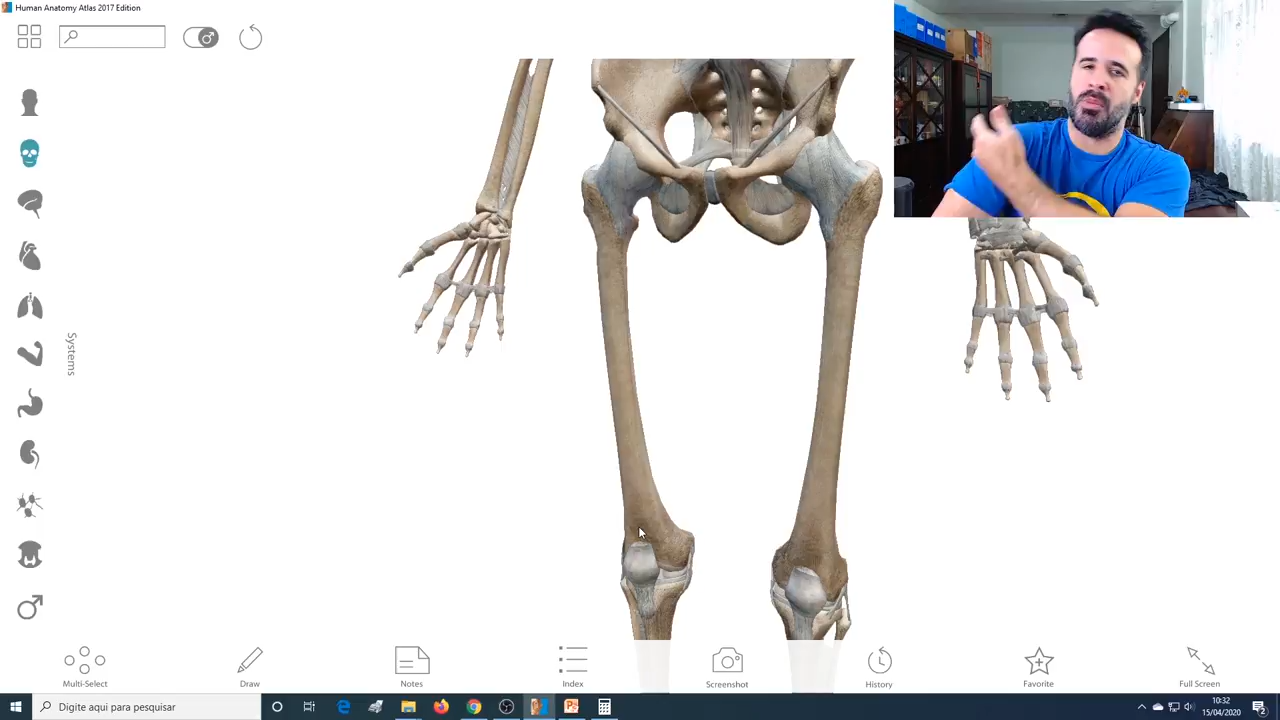 Human Anatomy Atlas 2017 Edition
Systems
Multi-Select
Draw
Notes
Index
Screenshot
History
Favorite
Full Screen
Digite aqui para pesquisar
10:32
15/04/2020
2